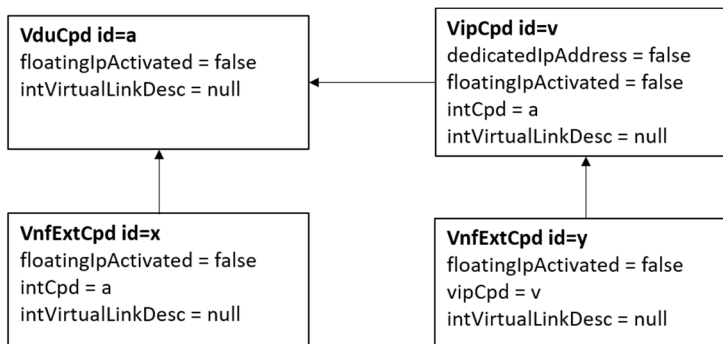 VduCpd id=a
floatingIpActivated = false
intVirtualLinkDesc = null
VipCpd id=v
dedicatedIpAddress = false
floatingIpActivated = false
intCpd = a
intVirtualLinkDesc = null
VnfExtCpd id=x
floatingIpActivated = false
intCpd = a
intVirtualLinkDesc = null
VnfExtCpd id=y
floatingIpActivated = false
vipCpd = v
intVirtualLinkDesc = null